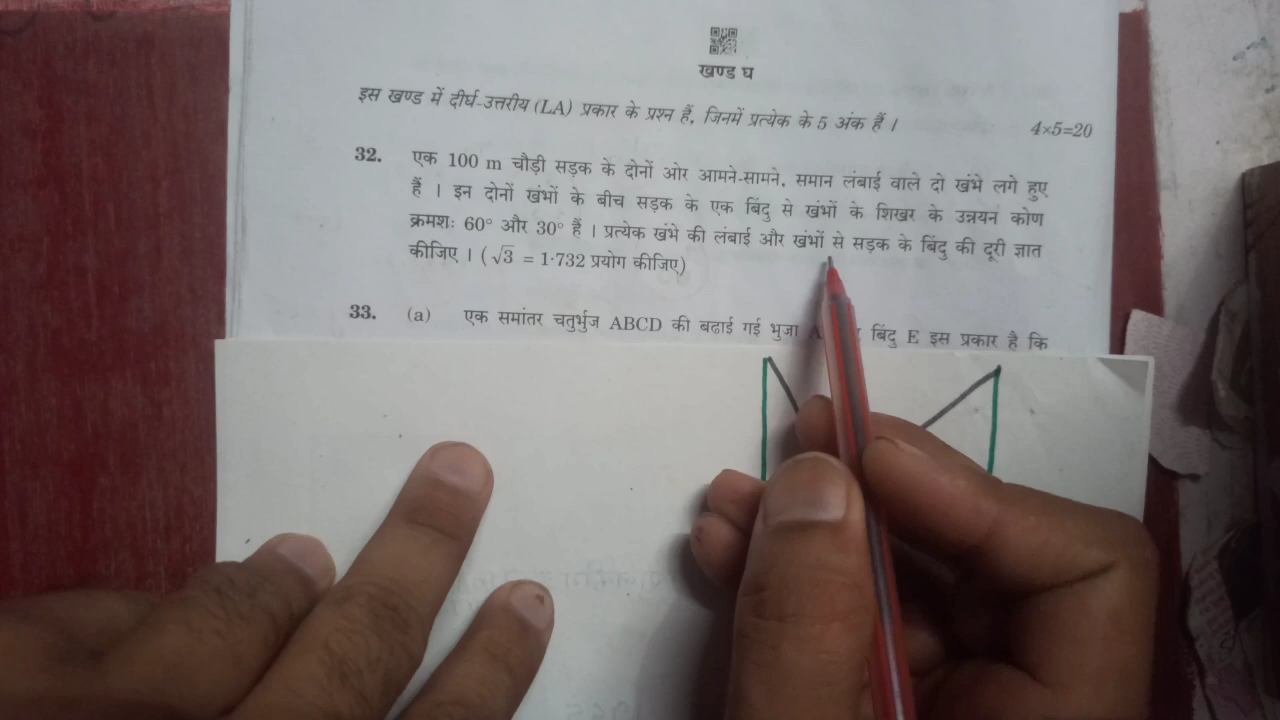 खण्ड घ
इस खण्ड में दीर्घ-उत्तरीय (LA) प्रकार के प्रश्न हैं, जिनमें प्रत्येक के 5 अंक हैं । 4×5=20
32. एक 100 m चौड़ी सड़क के दोनों ओर आमने-सामने, समान लंबाई वाले दो खंभे लगे हुए
हैं । इन दोनों खंभों के बीच सड़क के एक बिंदु से खंभों के शिखर के उन्नयन कोण
क्रमशः 60° और 30° हैं । प्रत्येक खंभे की लंबाई और खंभों से सड़क के बिंदु की दूरी ज्ञात
कीजिए । (√3 = 1·732 प्रयोग कीजिए)
33. (a) एक समांतर चतुर्भुज ABCD की बढ़ाई गई भुजा बिंदु E इस प्रकार है कि